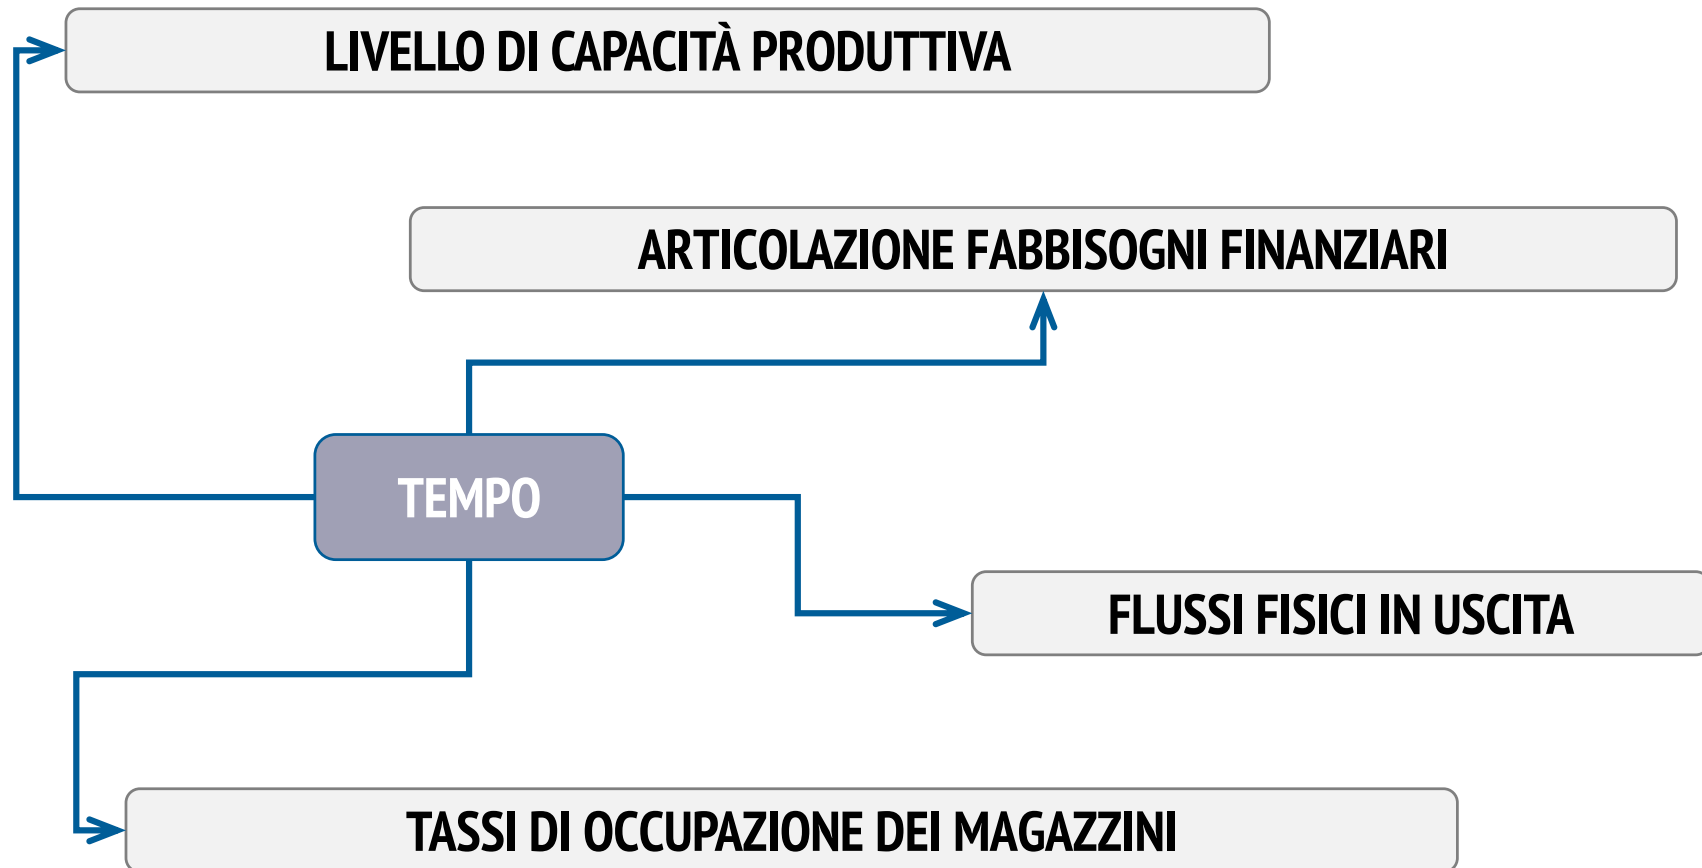 LIVELLO DI CAPACITÀ PRODUTTIVA
ARTICOLAZIONE FABBISOGNI FINANZIARI
TEMPO
FLUSSI FISICI IN USCITA
TASSI DI OCCUPAZIONE DEI MAGAZZINI